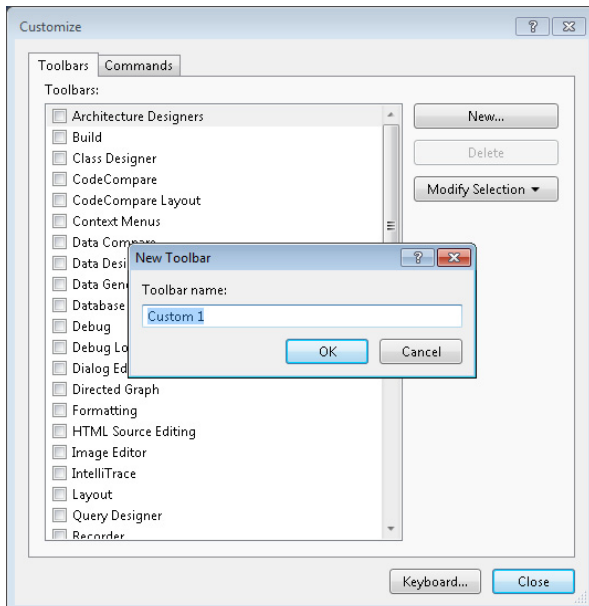 Customize
Toolbars Commands
Toolbars:
Architecture Designers
New...
Build
Delete
Class Designer
CodeCompare
Modify Selection
CodeCompare Layout
Context Menus
Data Compare
New Toolbar
Data Desi
Data Gen
Toolbar name:
Database
Custom 1
Debug
Debug Lo
OK Cancel
Dialog Ed
Directed Graph
Formatting
HTML Source Editing
Image Editor
IntelliTrace
Layout
Query Designer
Recorder
Keyboard... Close